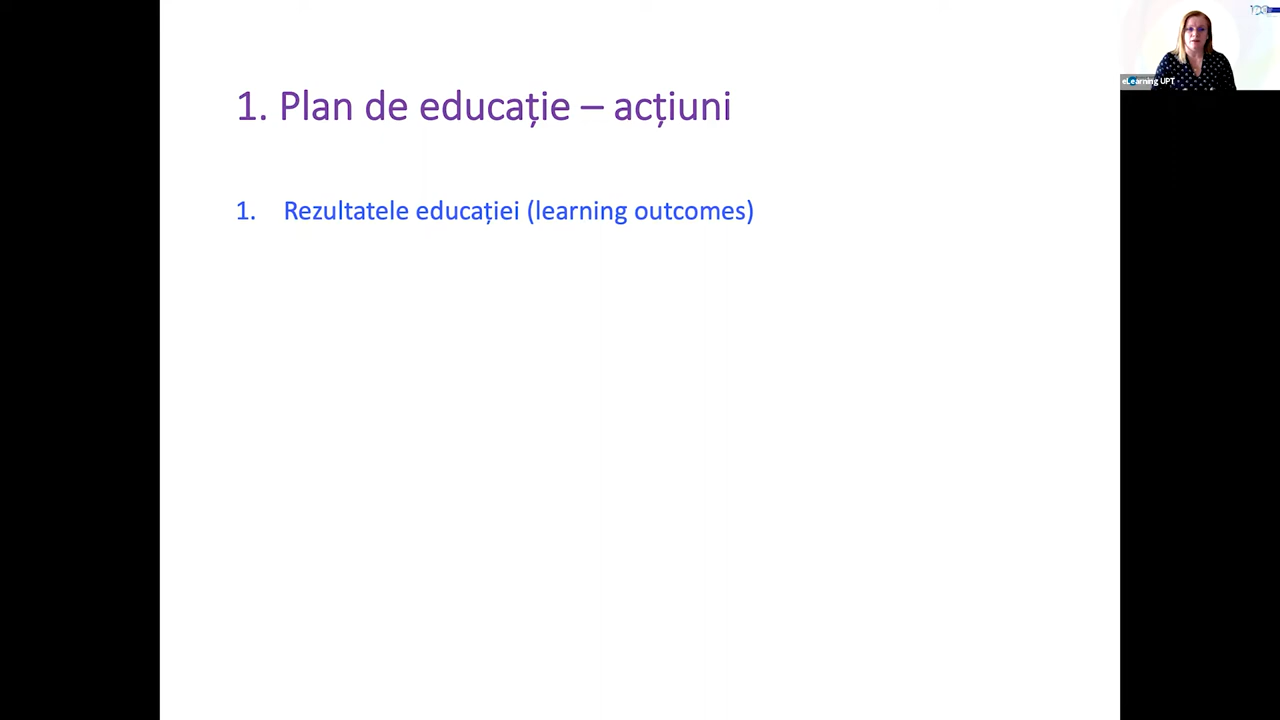 1. Plan de educație – acțiuni
1. Rezultatele educației (learning outcomes)
eLearning UPT